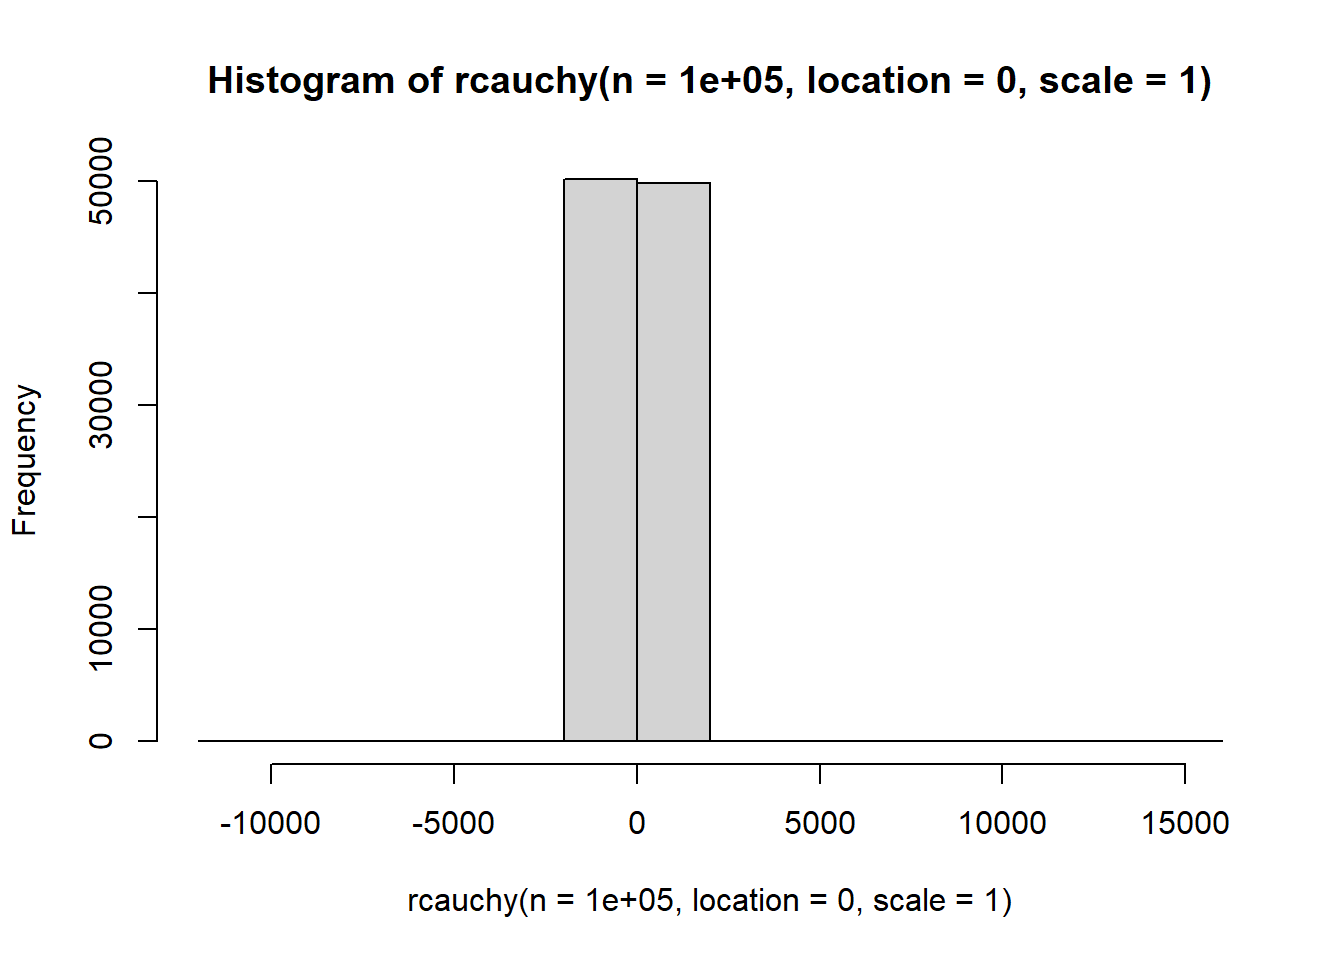 Histogram of rcauchy(n = 1e+05, location = 0, scale = 1)
Frequency
50000
30000
10000
0
-10000 -5000 0 5000 10000 15000
rcauchy(n = 1e+05, location = 0, scale = 1)